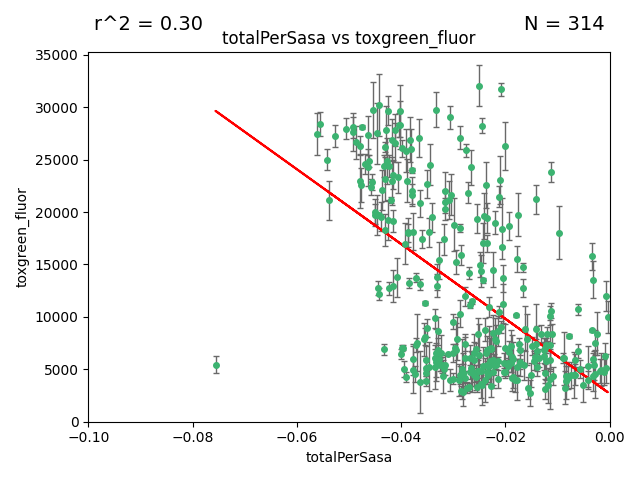 r^2 = 0.30
N = 314
totalPerSasa vs toxgreen_fluor
35000
30000
25000
20000
15000
10000
5000
0
toxgreen_fluor
−0.10
−0.08
−0.06
−0.04
−0.02
0.00
totalPerSasa